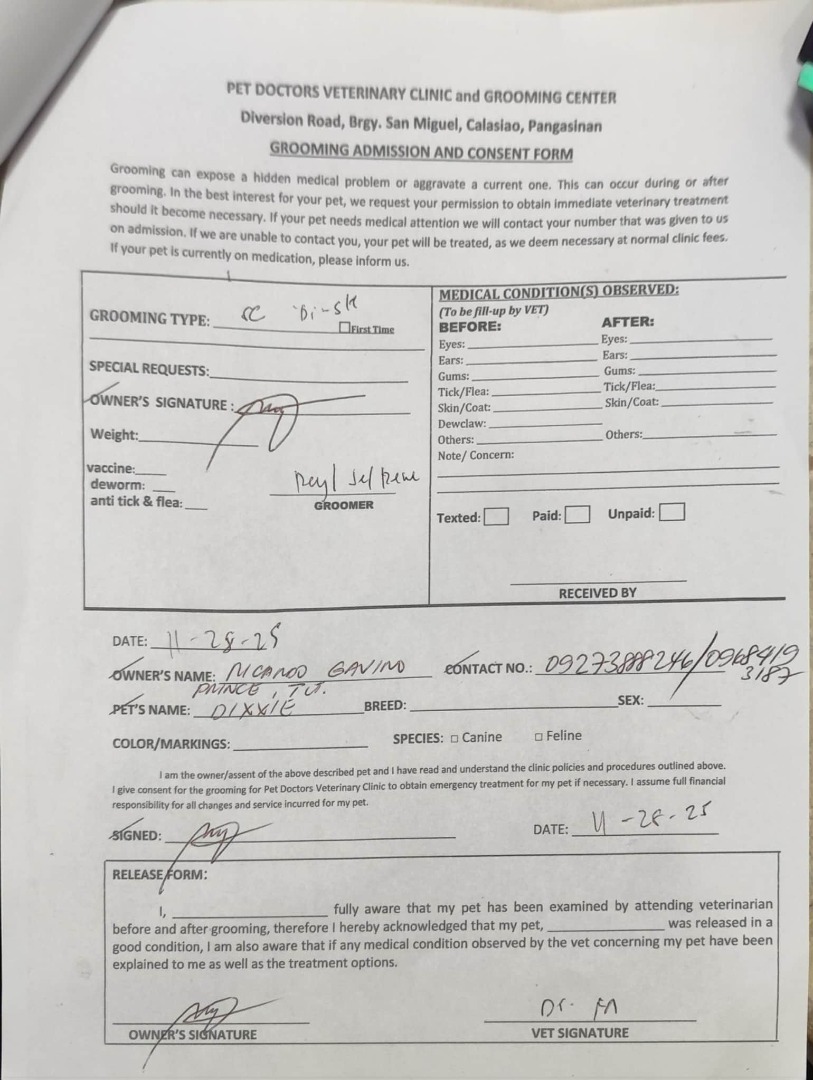 PET DOCTORS VETERINARY CLINIC and GROOMING CENTER
Diversion Road, Brgy. San Miguel, Calasiao, Pangasinan
GROOMING ADMISSION AND CONSENT FORM
Grooming can expose a hidden medical problem or aggravate a current one. This can occur during or after
grooming. In the best interest for your pet, we request your permission to obtain immediate veterinary treatment
should it become necessary. If your pet needs medical attention we will contact your number that was given to us
on admission. If we are unable to contact you, your pet will be treated, as we deem necessary at normal clinic fees.
If your pet is currently on medication, please inform us.
GROOMING TYPE: SC
First Time
SPECIAL REQUESTS:
OWNER'S SIGNATURE :
Weight:
vaccine:
deworm:
anti tick & flea:
GROOMER
MEDICAL CONDITION(S) OBSERVED:
(To be fill-up by VET)
BEFORE: AFTER:
Eyes: Eyes:
Ears: Ears:
Gums: Gums:
Tick/Flea: Tick/Flea:
Skin/Coat: Skin/Coat:
Dewclaw:
Others: Others:
Note/ Concern:
Texted: Paid: Unpaid:
RECEIVED BY
DATE: 11-28-25
OWNER'S NAME: RICARDO GAVINO CONTACT NO.: 09273888246/0968419
3187
PRINCE, TJ.
PET'S NAME: DIXXIE BREED: SEX:
COLOR/MARKINGS: SPECIES: Canine Feline
I am the owner/assent of the above described pet and I have read and understand the clinic policies and procedures outlined above.
I give consent for the grooming for Pet Doctors Veterinary Clinic to obtain emergency treatment for my pet if necessary. I assume full financial
responsibility for all changes and service incurred for my pet.
SIGNED: DATE: 11-28-25
RELEASE FORM:
I, fully aware that my pet has been examined by attending veterinarian
before and after grooming, therefore I hereby acknowledged that my pet, was released in a
good condition, I am also aware that if any medical condition observed by the vet concerning my pet have been
explained to me as well as the treatment options.
Dr.
OWNER'S SIGNATURE VET SIGNATURE